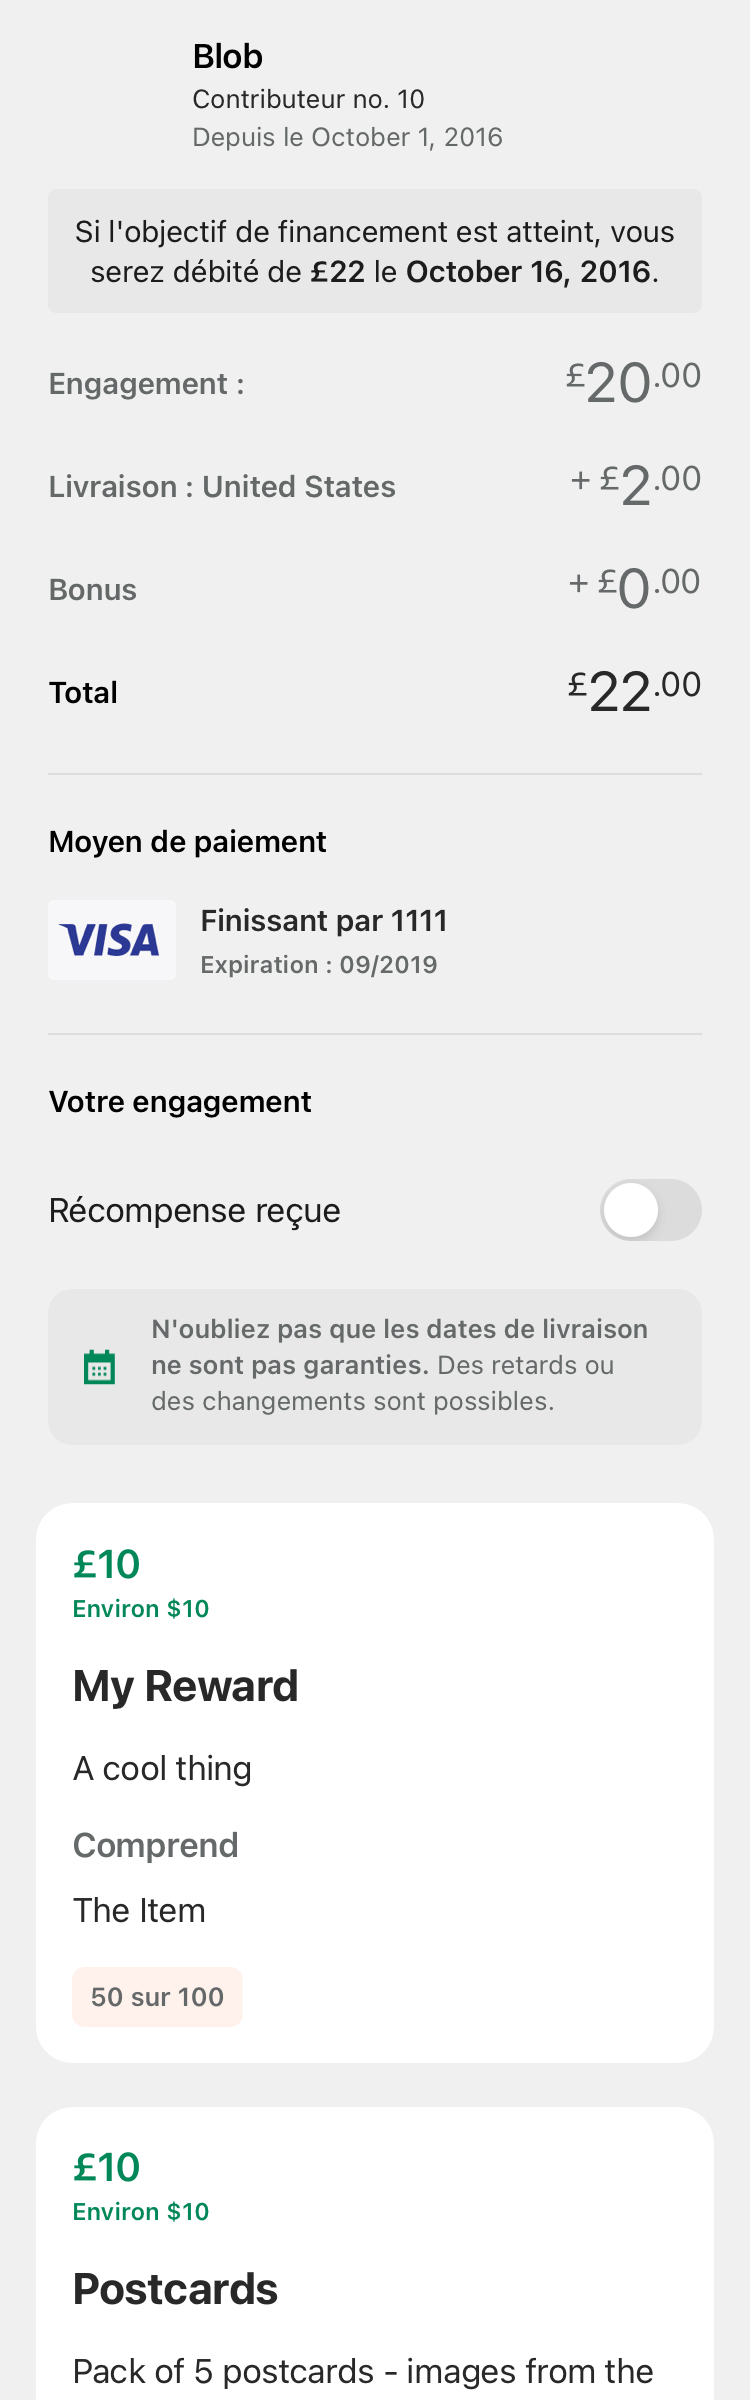 Blob
Contributeur no. 10
Depuis le October 1, 2016
Si l'objectif de financement est atteint, vous
serez débité de £22 le October 16, 2016.
Engagement : £20.00
Livraison : United States + £2.00
Bonus + £0.00
Total £22.00
Moyen de paiement
VISA
Finissant par 1111
Expiration : 09/2019
Votre engagement
Récompense reçue
N'oubliez pas que les dates de livraison
ne sont pas garanties. Des retards ou
des changements sont possibles.
£10
Environ $10
My Reward
A cool thing
Comprend
The Item
50 sur 100
£10
Environ $10
Postcards
Pack of 5 postcards - images from the